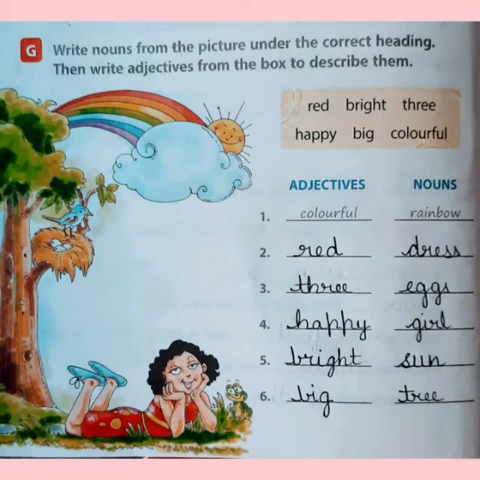 G Write nouns from the picture under the correct heading.
Then write adjectives from the box to describe them.
red bright three
happy big colourful
ADJECTIVES NOUNS
1. colourful rainbow
2. red dress
3. three eggs
4. happy girl
5. bright sun
6. big tree